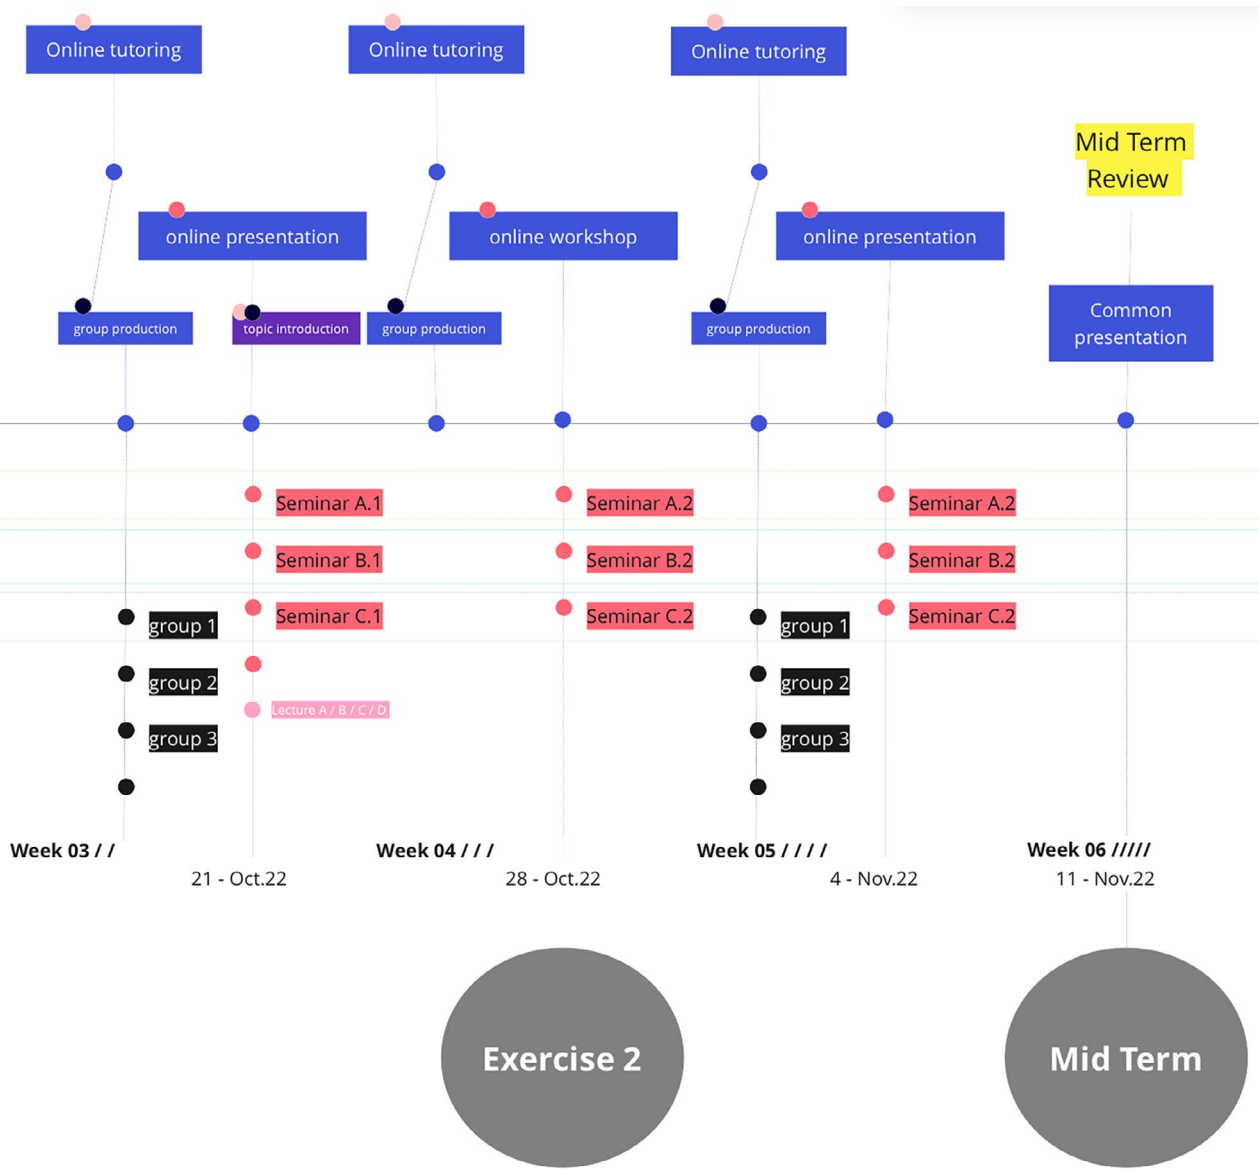 Online tutoring
Online tutoring
Online tutoring
Mid Term
Review
online presentation
online workshop
online presentation
group production
topic introduction
group production
group production
Common
presentation
Seminar A.1
Seminar A.2
Seminar A.2
Seminar B.1
Seminar B.2
Seminar B.2
Seminar C.1
Seminar C.2
Seminar C.2
group 1
group 1
group 2
group 2
Lecture A / B / C / D
group 3
group 3
Week 03 / /
Week 04 / / /
Week 05 / / / /
Week 06 /////
21 - Oct.22
28 - Oct.22
4 - Nov.22
11 - Nov.22
Exercise 2
Mid Term